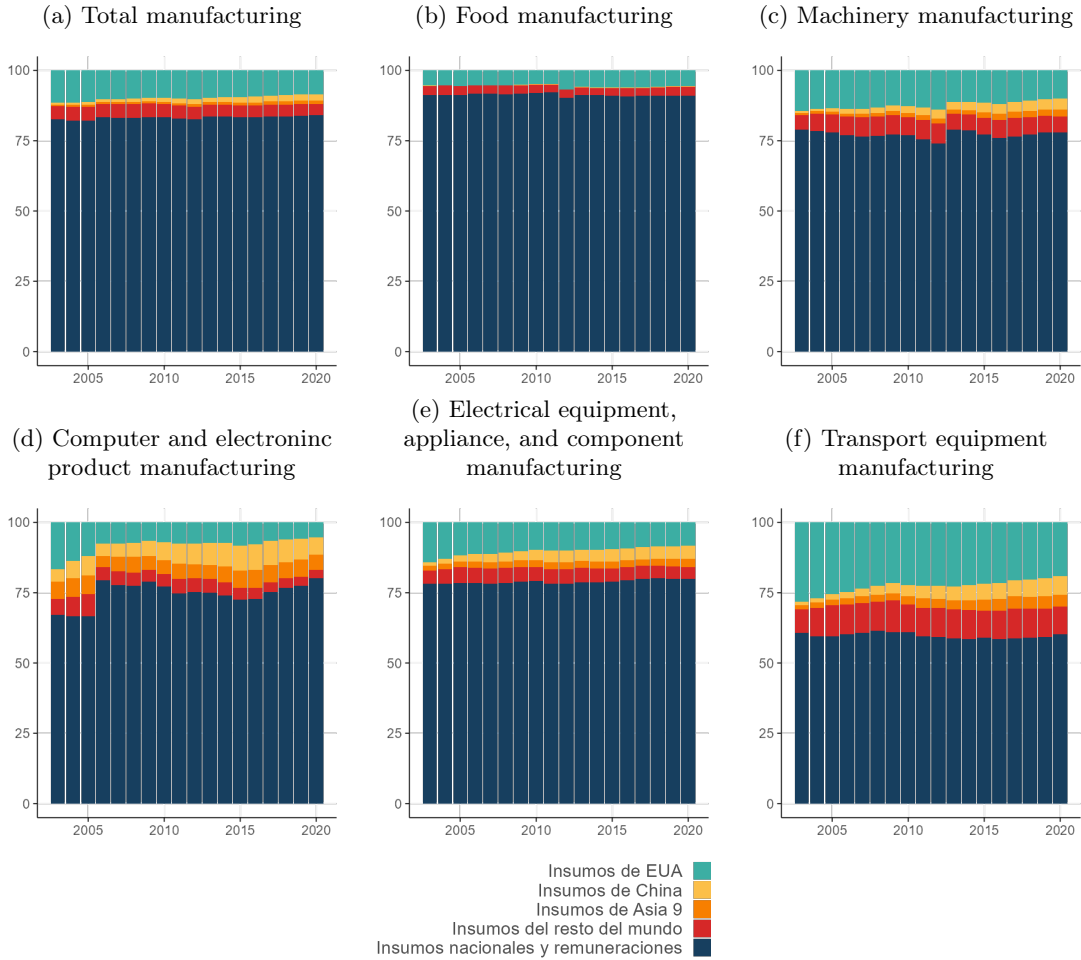 (a) Total manufacturing
100
75
50
25
0
2005 2010 2015 2020
(b) Food manufacturing
100
75
50
25
0
2005 2010 2015 2020
(c) Machinery manufacturing
100
75
50
25
0
2005 2010 2015 2020
(d) Computer and electroninc
product manufacturing
100
75
50
25
0
2005 2010 2015 2020
(e) Electrical equipment,
appliance, and component
manufacturing
100
75
50
25
0
2005 2010 2015 2020
(f) Transport equipment
manufacturing
100
75
50
25
0
2005 2010 2015 2020
Insumos de EUA
Insumos de China
Insumos de Asia 9
Insumos del resto del mundo
Insumos nacionales y remuneraciones